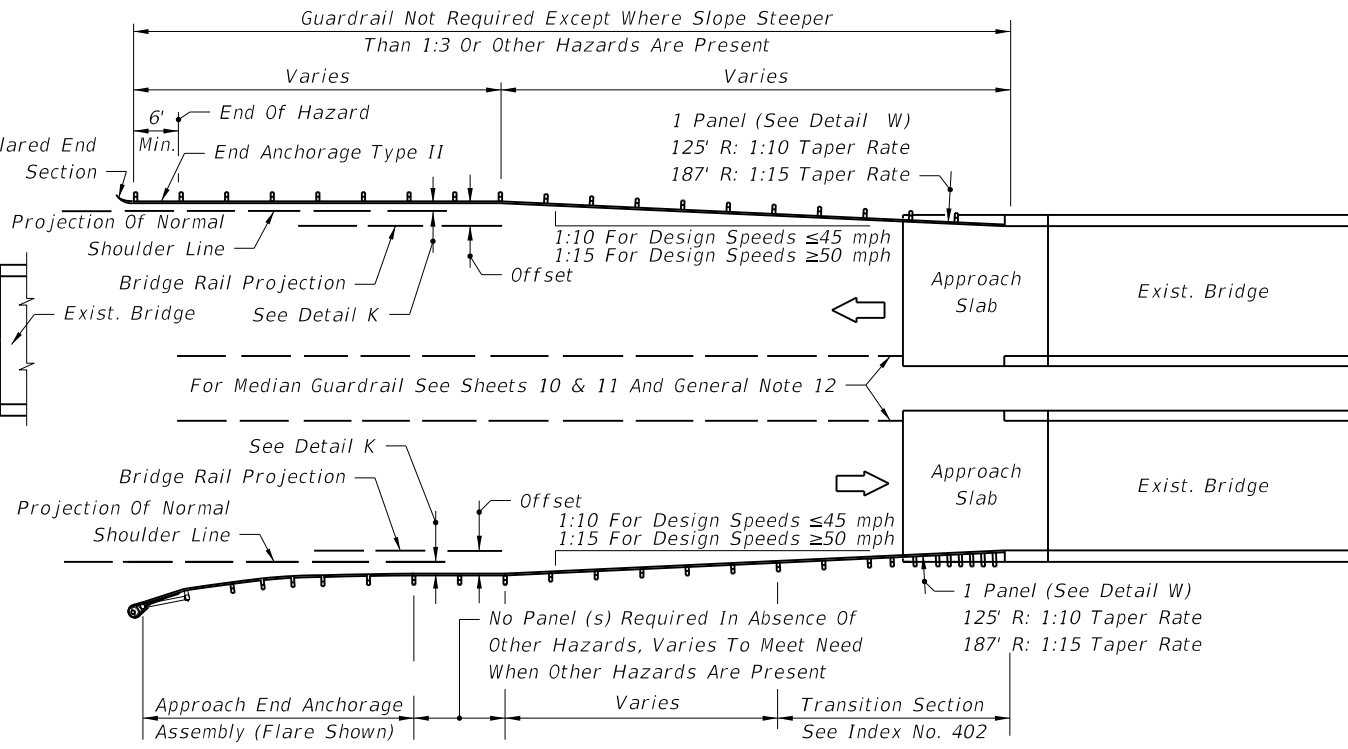 Guardrail Not Required Except Where Slope Steeper
Than 1:3 Or Other Hazards Are Present
Varies
Varies
6'
Min.
End Of Hazard
End Anchorage Type II
lared End
Section
1 Panel (See Detail W)
125' R: 1:10 Taper Rate
187' R: 1:15 Taper Rate
Projection Of Normal
Shoulder Line
Bridge Rail Projection
See Detail K
Offset
1:10 For Design Speeds ≤45 mph
1:15 For Design Speeds ≥50 mph
Approach
Slab
Exist. Bridge
Exist. Bridge
For Median Guardrail See Sheets 10 & 11 And General Note 12
See Detail K
Bridge Rail Projection
Projection Of Normal
Shoulder Line
Offset
1:10 For Design Speeds ≤45 mph
1:15 For Design Speeds ≥50 mph
Approach
Slab
Exist. Bridge
1 Panel (See Detail W)
125' R: 1:10 Taper Rate
187' R: 1:15 Taper Rate
No Panel (s) Required In Absence Of
Other Hazards, Varies To Meet Need
When Other Hazards Are Present
Approach End Anchorage
Assembly (Flare Shown)
Varies
Transition Section
See Index No. 402